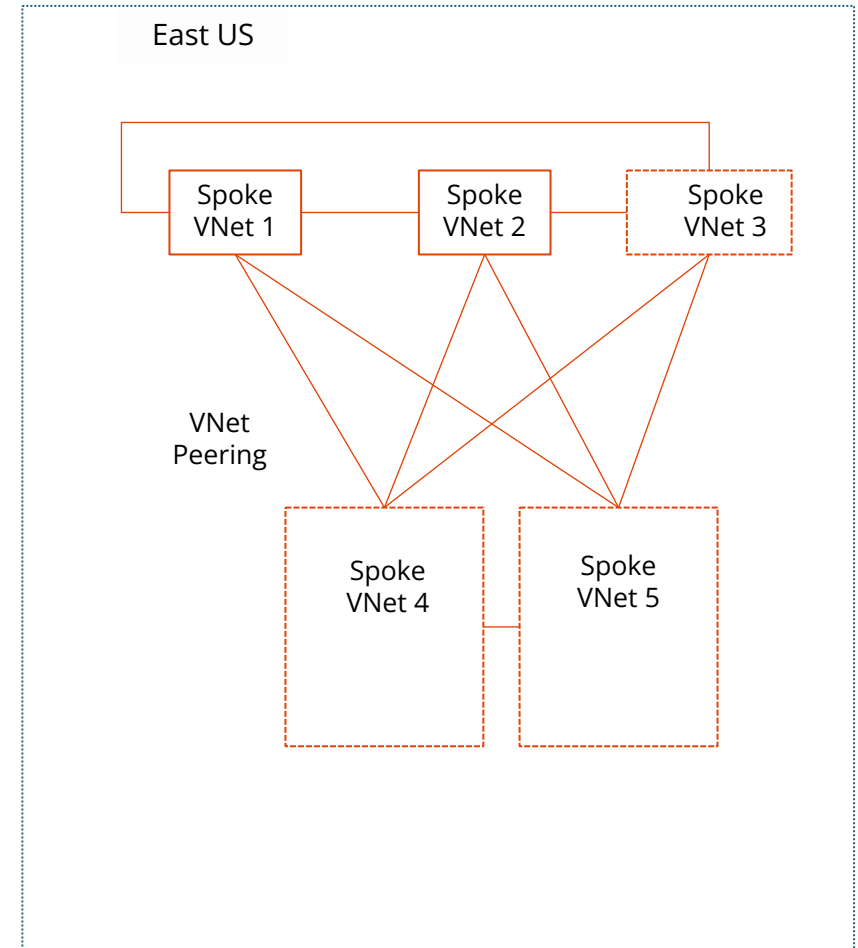 East US
Spoke
VNet 1
Spoke
VNet 2
Spoke
VNet 3
VNet
Peering
Spoke
VNet 4
Spoke
VNet 5